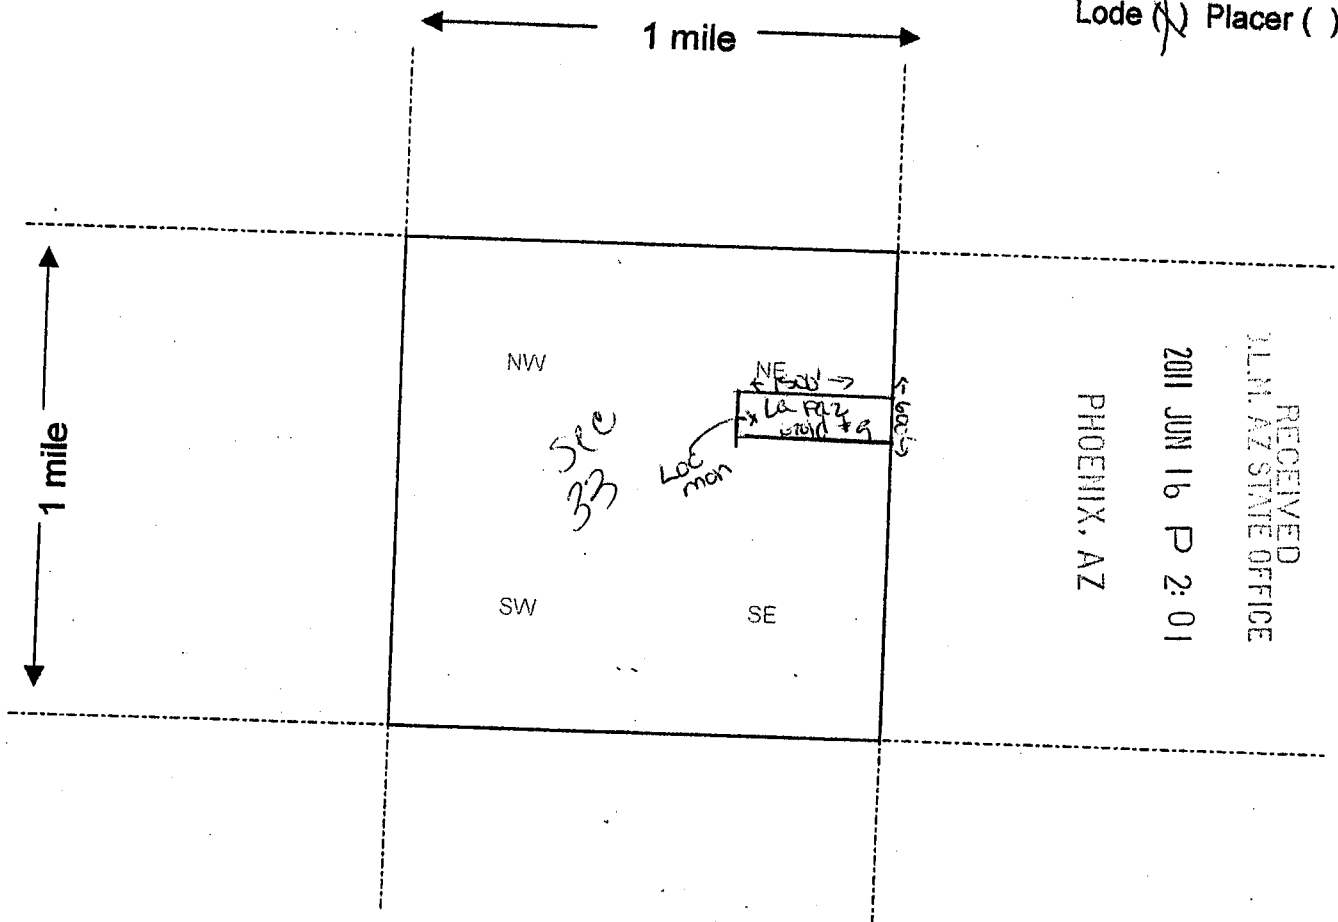 1 mile
Lode (X) Placer ( )
1 mile
NW
NE
← 1500' →
← 600' →
La Paz
Gold #9
Loc
mon
Sec
33
SW
SE
RECEIVED
B.L.M. AZ STATE OFFICE
2011 JUN 16 P 2:01
PHOENIX, AZ